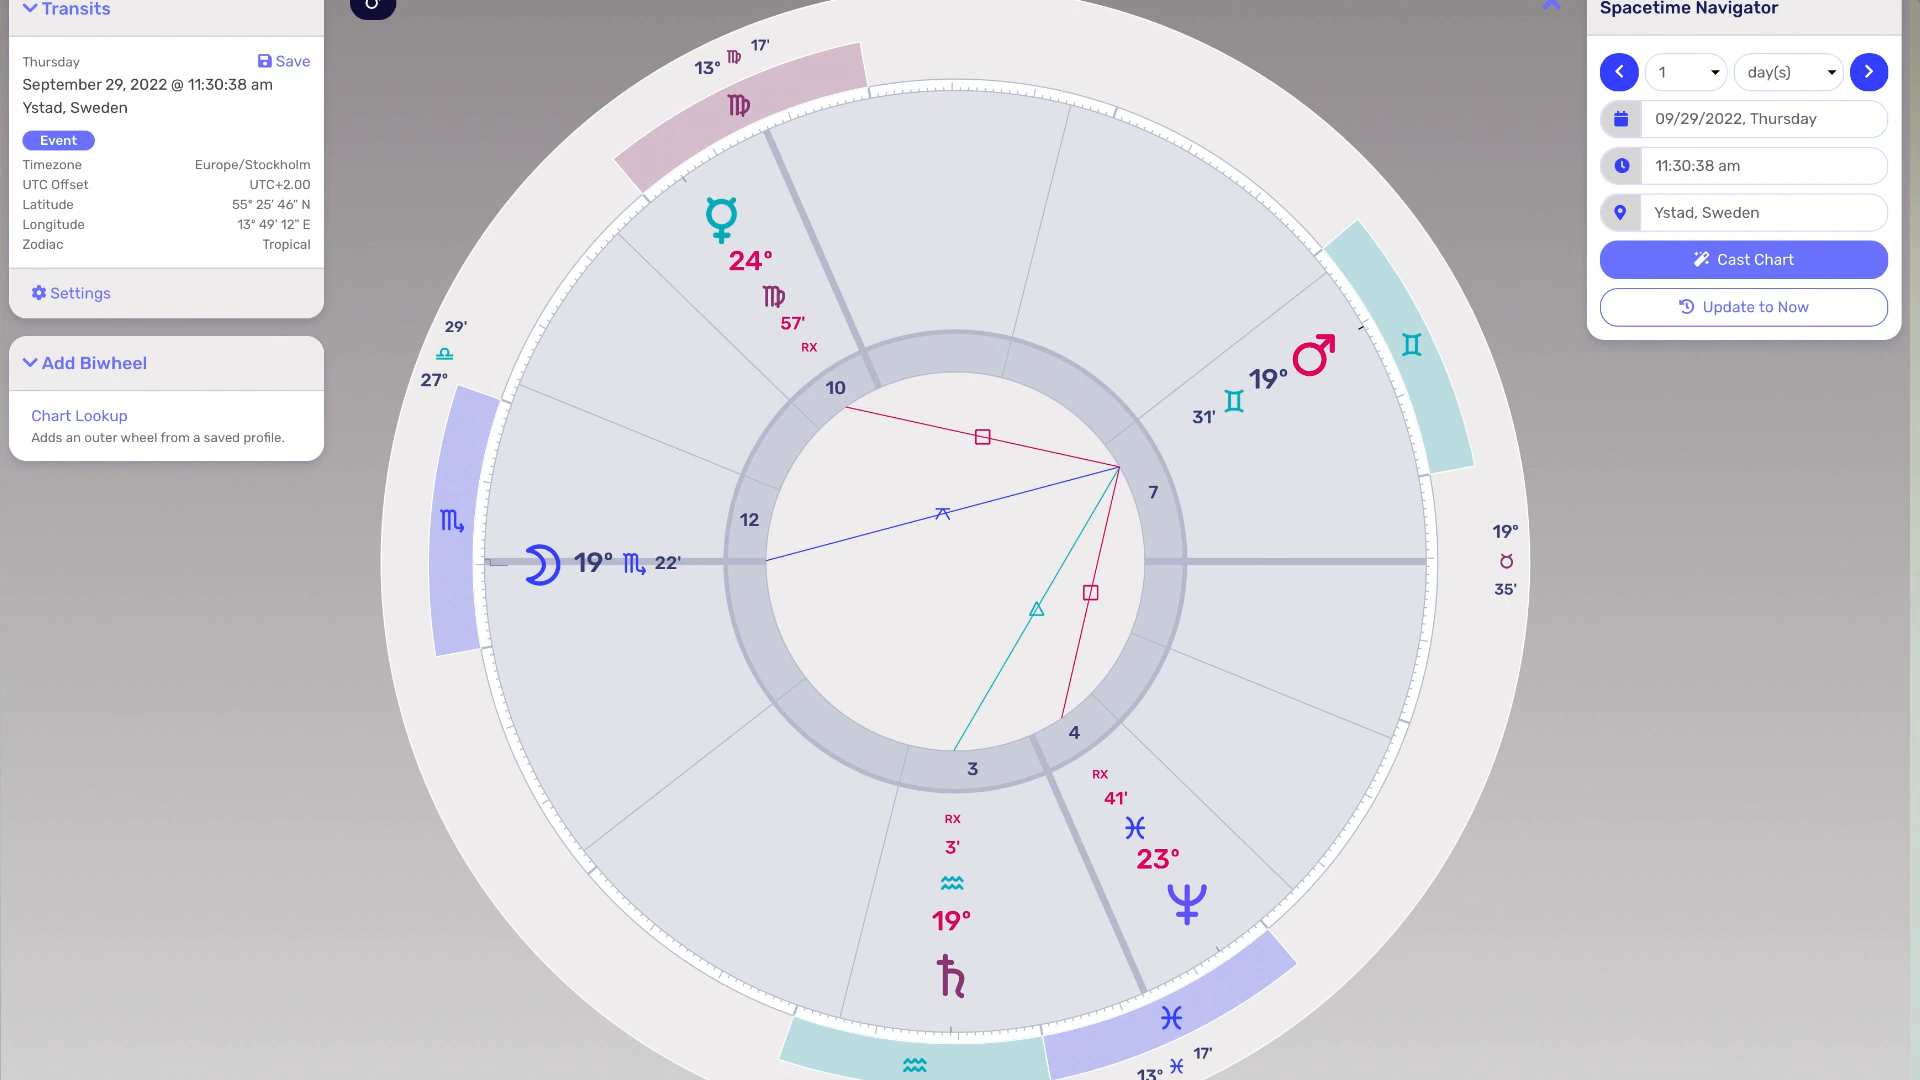 Transits
Thursday
Save
September 29, 2022 @ 11:30:38 am
Ystad, Sweden
Event
Timezone Europe/Stockholm
UTC Offset UTC+2.00
Latitude 55° 25' 46" N
Longitude 13° 49' 12" E
Zodiac Tropical
Settings
Add Biwheel
Chart Lookup
Adds an outer wheel from a saved profile.
13° ♍ 17'
♍
☿
24°
♍
57'
RX
29'
♎
27°
♏
☽ 19° ♏ 22'
10
12
7
4
3
♂
19°
♊
31'
♊
19°
♉
35'
RX
41'
♓
23°
♆
RX
3'
♒
19°
♄
♒
♓
13° ♓ 17'
Spacetime Navigator
1
day(s)
09/29/2022, Thursday
11:30:38 am
Ystad, Sweden
Cast Chart
Update to Now